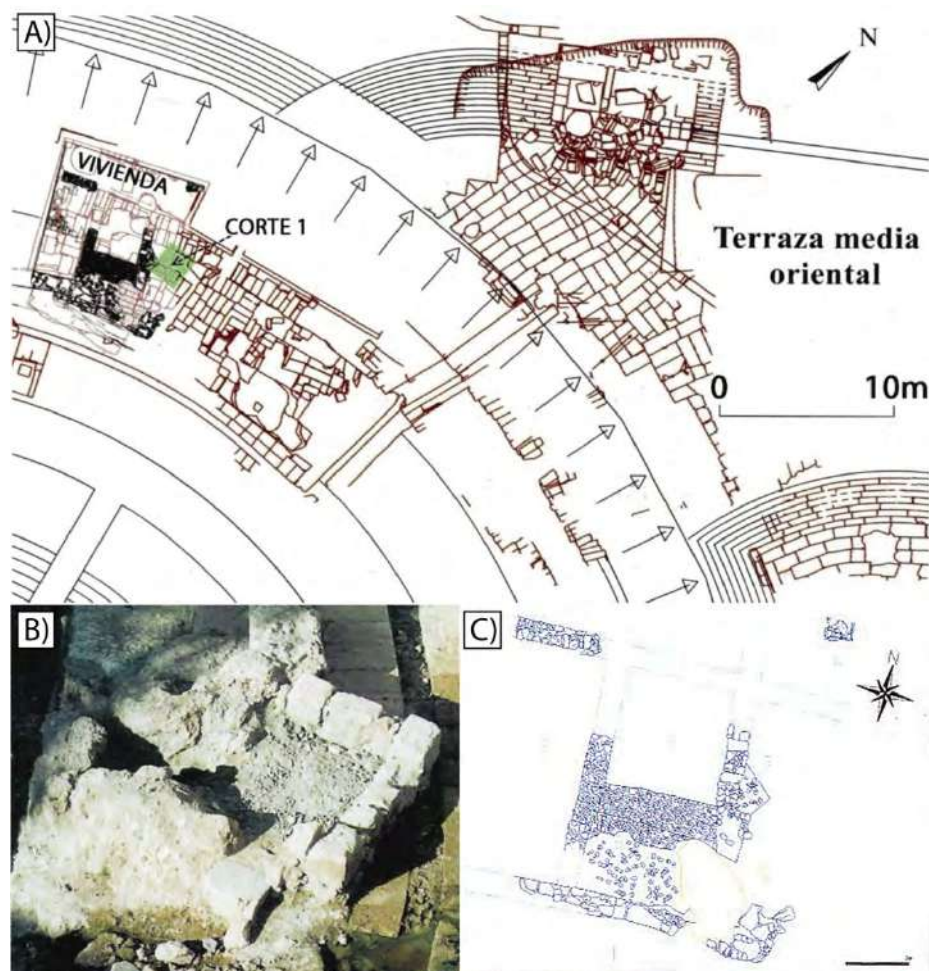 A)
N
VIVIENDA
CORTE 1
Terraza media
oriental
0 10m
B)
C)
N